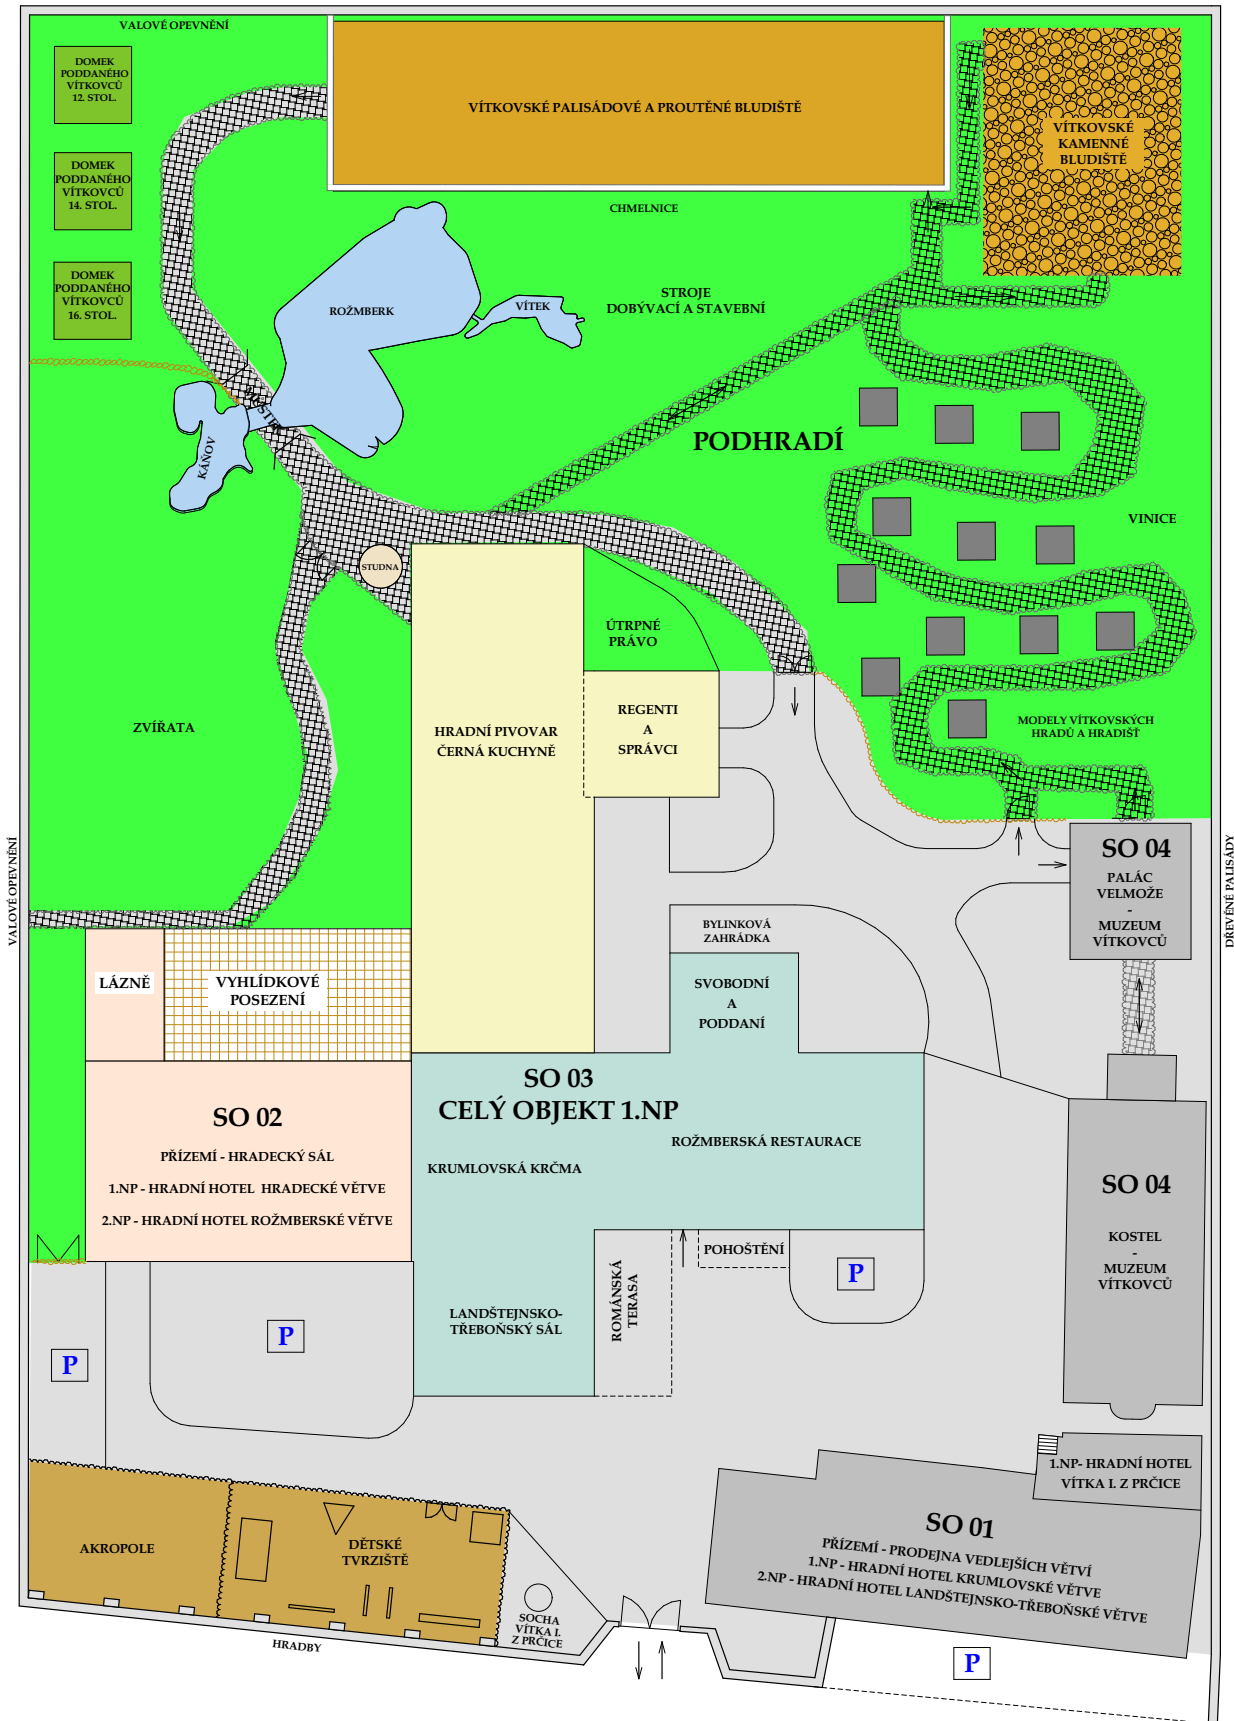 VALOVÉ OPEVNĚNÍ
DOMEK
PODDANÉHO
VÍTKOVCŮ
12. STOL.
VÍTKOVSKÉ PALISÁDOVÉ A PROUTĚNÉ BLUDIŠTĚ
VÍTKOVSKÉ
KAMENNÉ
BLUDIŠTĚ
DOMEK
PODDANÉHO
VÍTKOVCŮ
14. STOL.
CHMELNICE
DOMEK
PODDANÉHO
VÍTKOVCŮ
16. STOL.
ROŽMBERK
VÍTEK
STROJE
DOBÝVACÍ A STAVEBNÍ
MŮSTEK
KÁŇOV
PODHRADÍ
VINICE
STUDNA
ÚTRPNÉ
PRÁVO
ZVÍŘATA
HRADNÍ PIVOVAR
ČERNÁ KUCHYNĚ
REGENTI
A
SPRÁVCI
MODELY VÍTKOVSKÝCH
HRADŮ A HRADIŠŤ
VALOVÉ OPEVNĚNÍ
DŘEVĚNÉ PALISÁDY
SO 04
PALÁC
VELMOŽE
-
MUZEUM
VÍTKOVCŮ
BYLINKOVÁ
ZAHRÁDKA
LÁZNĚ
VYHLÍDKOVÉ
POSEZENÍ
SVOBODNÍ
A
PODDANÍ
SO 03
CELÝ OBJEKT 1.NP
SO 02
PŘÍZEMÍ - HRADECKÝ SÁL
1.NP - HRADNÍ HOTEL HRADECKÉ VĚTVE
2.NP - HRADNÍ HOTEL ROŽMBERSKÉ VĚTVE
KRUMLOVSKÁ KRČMA
ROŽMBERSKÁ RESTAURACE
SO 04
KOSTEL
-
MUZEUM
VÍTKOVCŮ
POHOŠTĚNÍ
P
ROMÁNSKÁ
TERASA
LANDŠTEJNSKO-
TŘEBOŇSKÝ SÁL
P
P
1.NP- HRADNÍ HOTEL
VÍTKA I. Z PRČICE
SO 01
PŘÍZEMÍ - PRODEJNA VEDLEJŠÍCH VĚTVÍ
1.NP - HRADNÍ HOTEL KRUMLOVSKÉ VĚTVE
2.NP - HRADNÍ HOTEL LANDŠTEJNSKO-TŘEBOŇSKÉ VĚTVE
AKROPOLE
DĚTSKÉ
TVRZIŠTĚ
SOCHA
VÍTKA I.
Z PRČICE
HRADBY
P